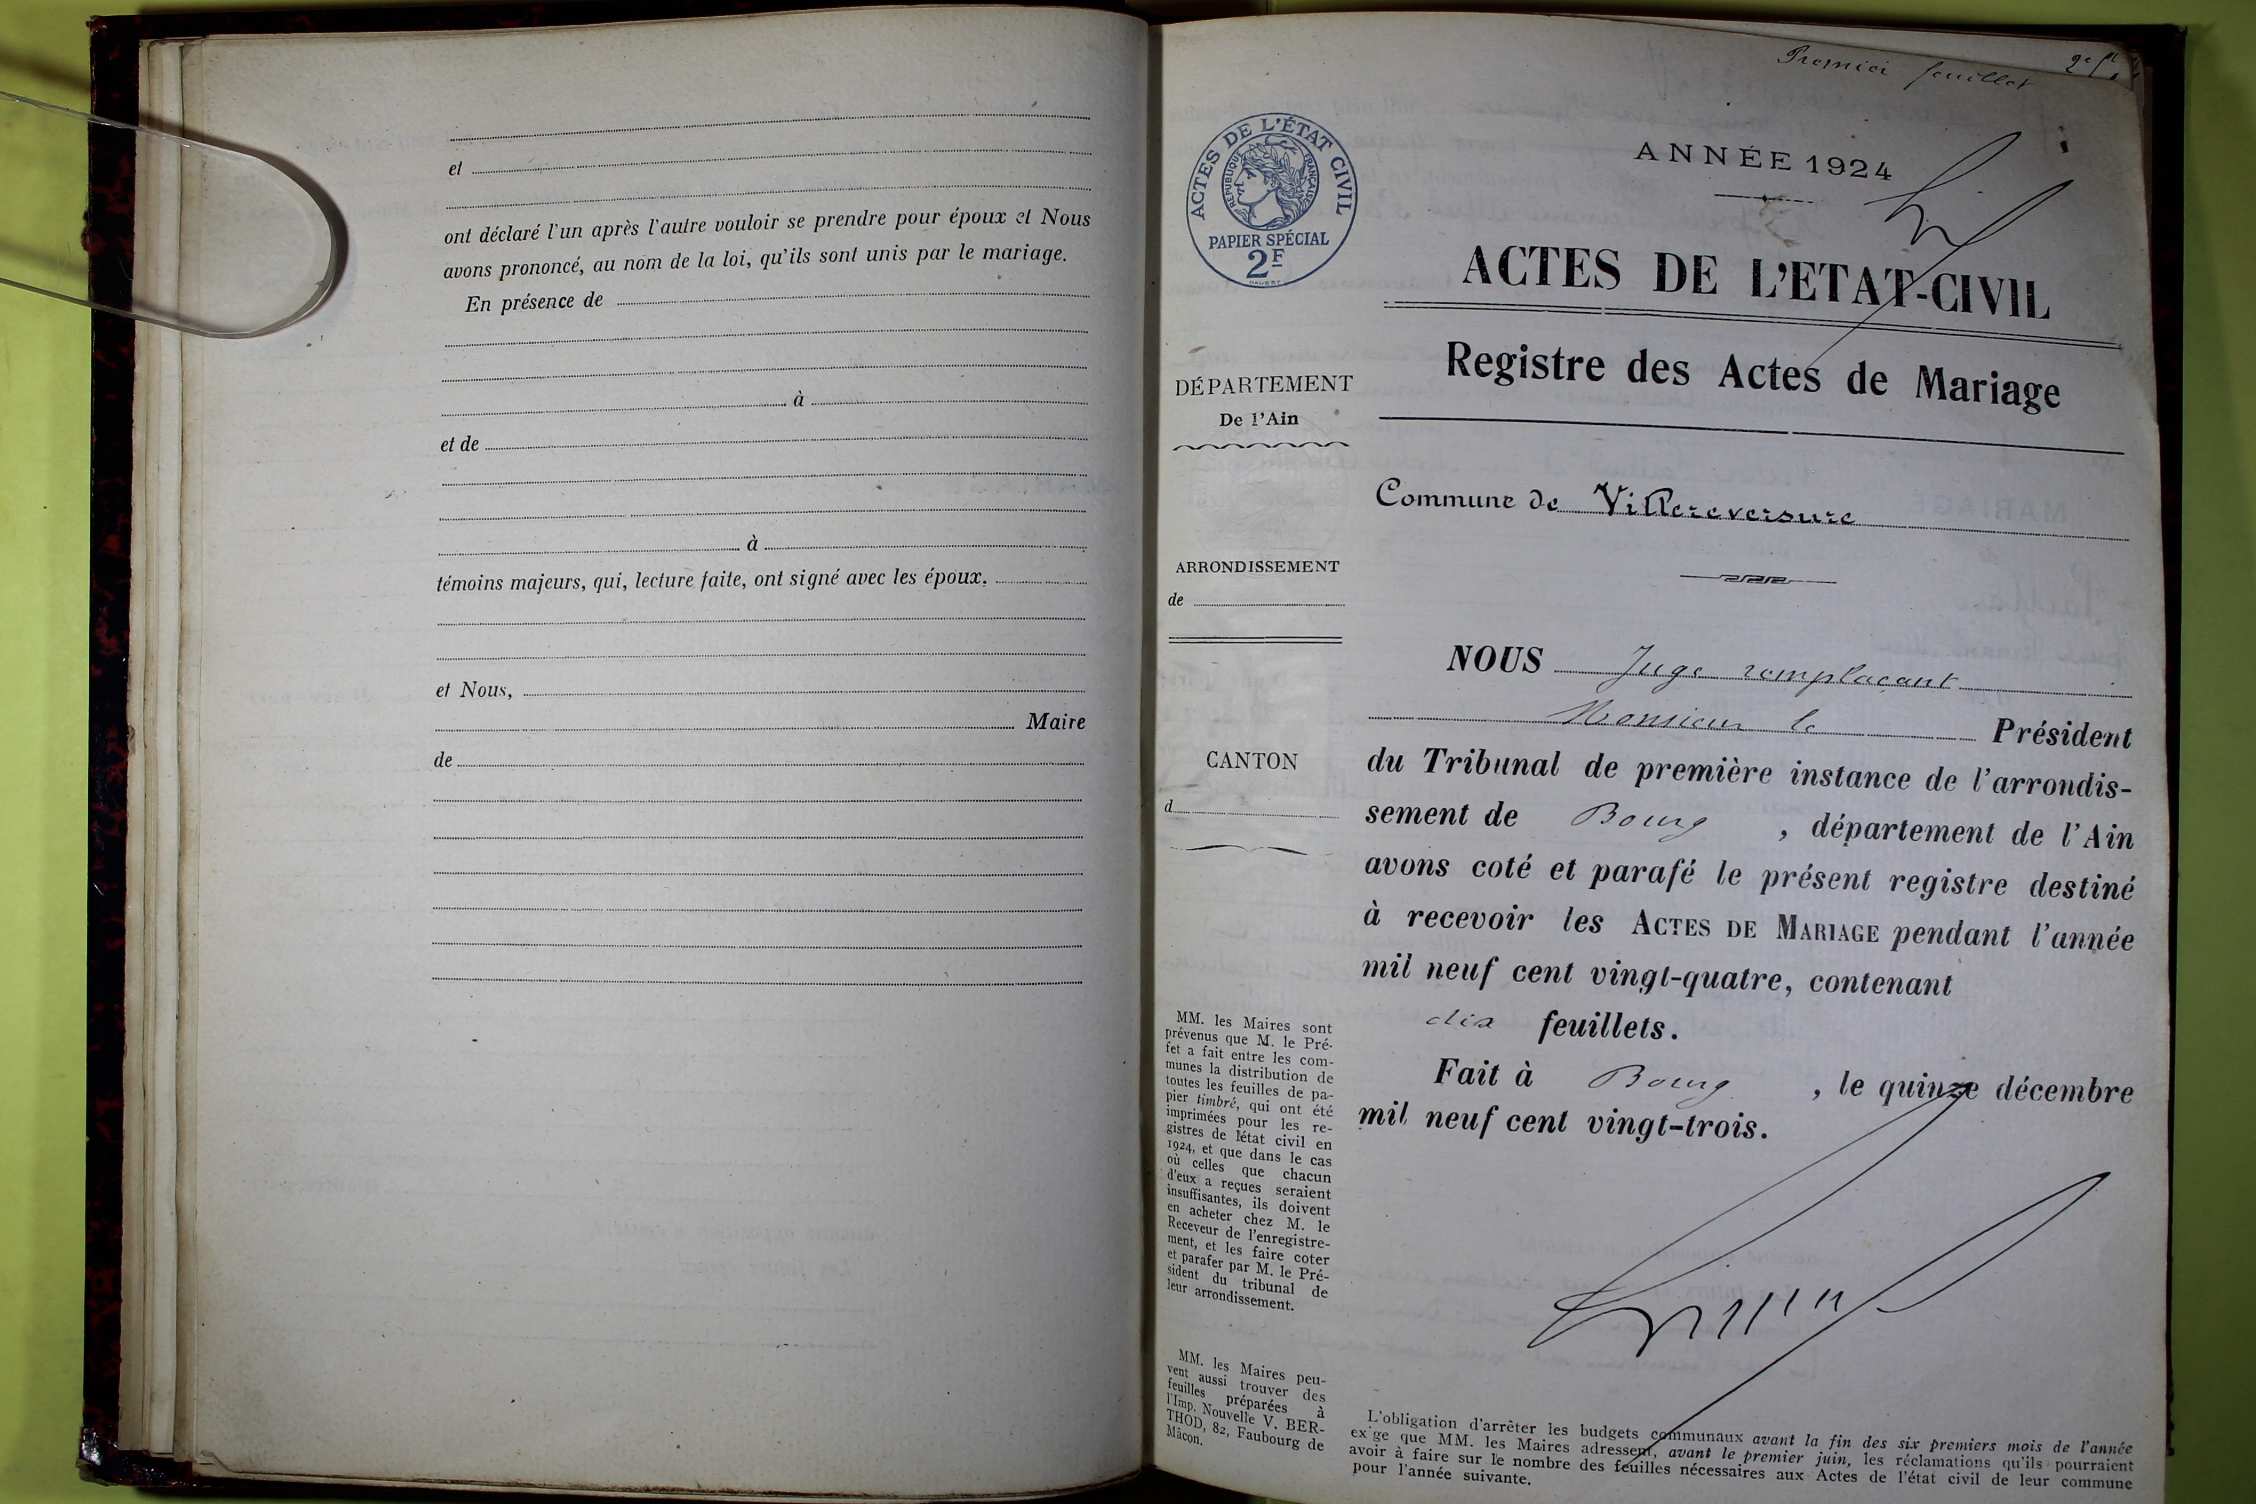 et
ont déclaré l'un après l'autre vouloir se prendre pour époux et Nous
avons prononcé, au nom de la loi, qu'ils sont unis par le mariage.
En présence de
à
et de
à
témoins majeurs, qui, lecture faite, ont signé avec les époux.
et Nous,
Maire
de
Premier feuillet
ANNÉE 1924
ACTES DE L'ÉTAT CIVIL
RÉPUBLIQUE FRANÇAISE
PAPIER SPÉCIAL
2F
ACTES DE L'ETAT-CIVIL
Registre des Actes de Mariage
DÉPARTEMENT
De l'Ain
Commune de Villereversure
ARRONDISSEMENT
de
CANTON
d
NOUS Juge remplaçant
Monsieur le Président
du Tribunal de première instance de l'arrondis-
sement de Bourg, département de l'Ain
avons coté et parafé le présent registre destiné
à recevoir les ACTES DE MARIAGE pendant l'année
mil neuf cent vingt-quatre, contenant
dix feuillets.
Fait à Bourg, le quinze décembre
mil neuf cent vingt-trois.
MM. les Maires sont
prévenus que M. le Pré-
fet a fait entre les com-
munes la distribution de
toutes les feuilles de pa-
pier timbré, qui ont été
imprimées pour les re-
gistres de létat civil en
1924, et que dans le cas
où celles que chacun
d'eux a reçues seraient
insuffisantes, ils doivent
en acheter chez M. le
Receveur de l'enregistre-
ment, et les faire coter
et parafer par M. le Pré-
sident du tribunal de
leur arrondissement.
MM. les Maires peu-
vent aussi trouver des
feuilles préparées à
l'Imp. Nouvelle V. BER-
THOD, 82, Faubourg de
Mâcon.
L'obligation d'arrêter les budgets communaux avant la fin des six premiers mois de l'année
ex'ge que MM. les Maires adressent, avant le premier juin, les réclamations qu'ils pourraient
avoir à faire sur le nombre des feuilles nécessaires aux Actes de l'état civil de leur commune
pour l'année suivante.